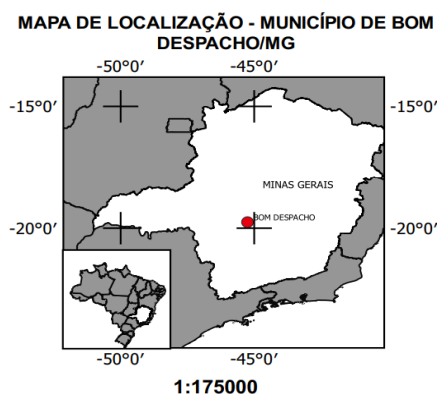 MAPA DE LOCALIZAÇÃO - MUNICÍPIO DE BOM
DESPACHO/MG
-50°0' -45°0'
-15°0' -15°0'
MINAS GERAIS
BOM DESPACHO
-20°0' -20°0'
-50°0' -45°0'
1:175000